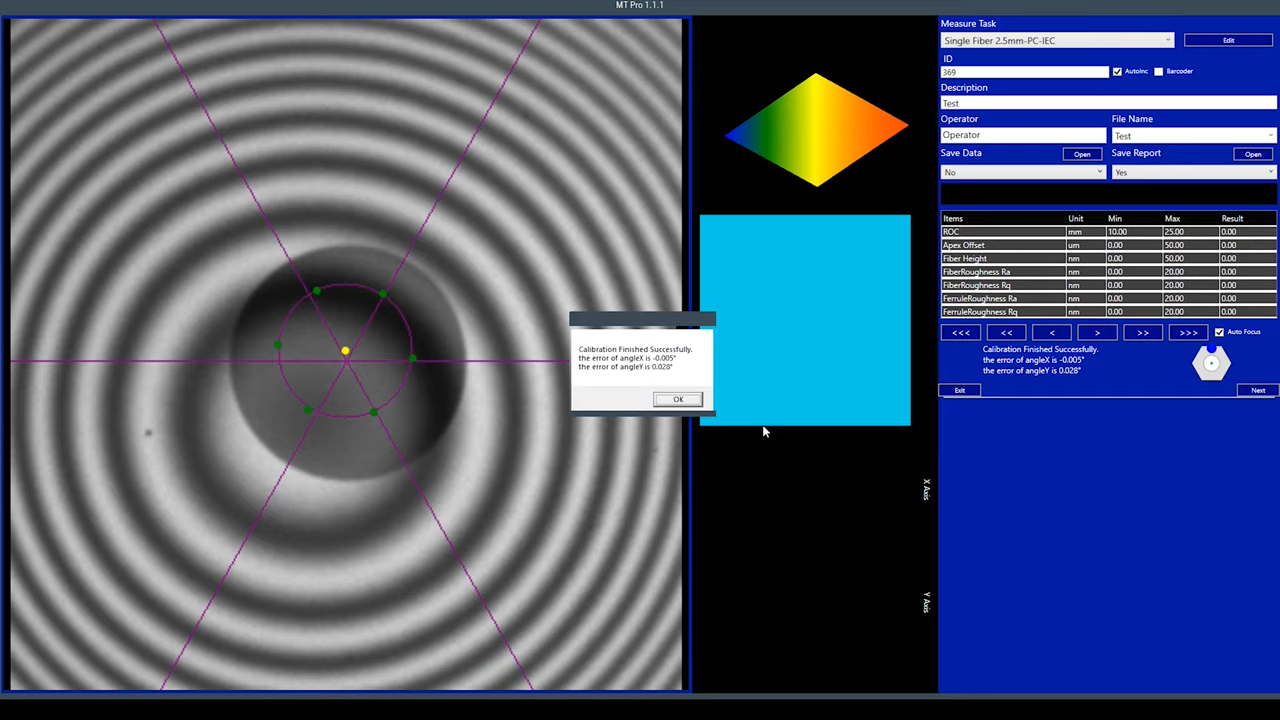 MT Pro 1.1.1
Measure Task
Single Fiber 2.5mm-PC-IEC
Edit
ID
369
AutoInc
Barcoder
Description
Test
Operator
File Name
Operator
Test
Save Data
Open
Save Report
Open
No
Yes
Items Unit Min Max Result
ROC mm 10.00 25.00 0.00
Apex Offset um 0.00 50.00 0.00
Fiber Height nm 0.00 50.00 0.00
FiberRoughness Ra nm 0.00 20.00 0.00
FiberRoughness Rq nm 0.00 20.00 0.00
FerruleRoughness Ra nm 0.00 20.00 0.00
FerruleRoughness Rq nm 0.00 20.00 0.00
<<< << < > >> >>> Auto Focus
Calibration Finished Successfully.
the error of angleX is -0.005°
the error of angleY is 0.028°
Exit
Next
Calibration Finished Successfully.
the error of angleX is -0.005°
the error of angleY is 0.028°
OK
X Axis
Y Axis